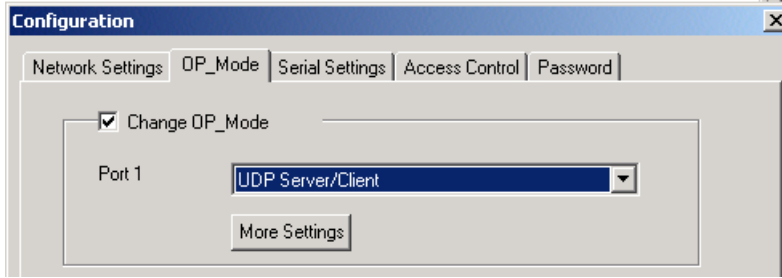 Configuration
Network Settings OP_Mode Serial Settings Access Control Password
Change OP_Mode
Port 1 UDP Server/Client
More Settings